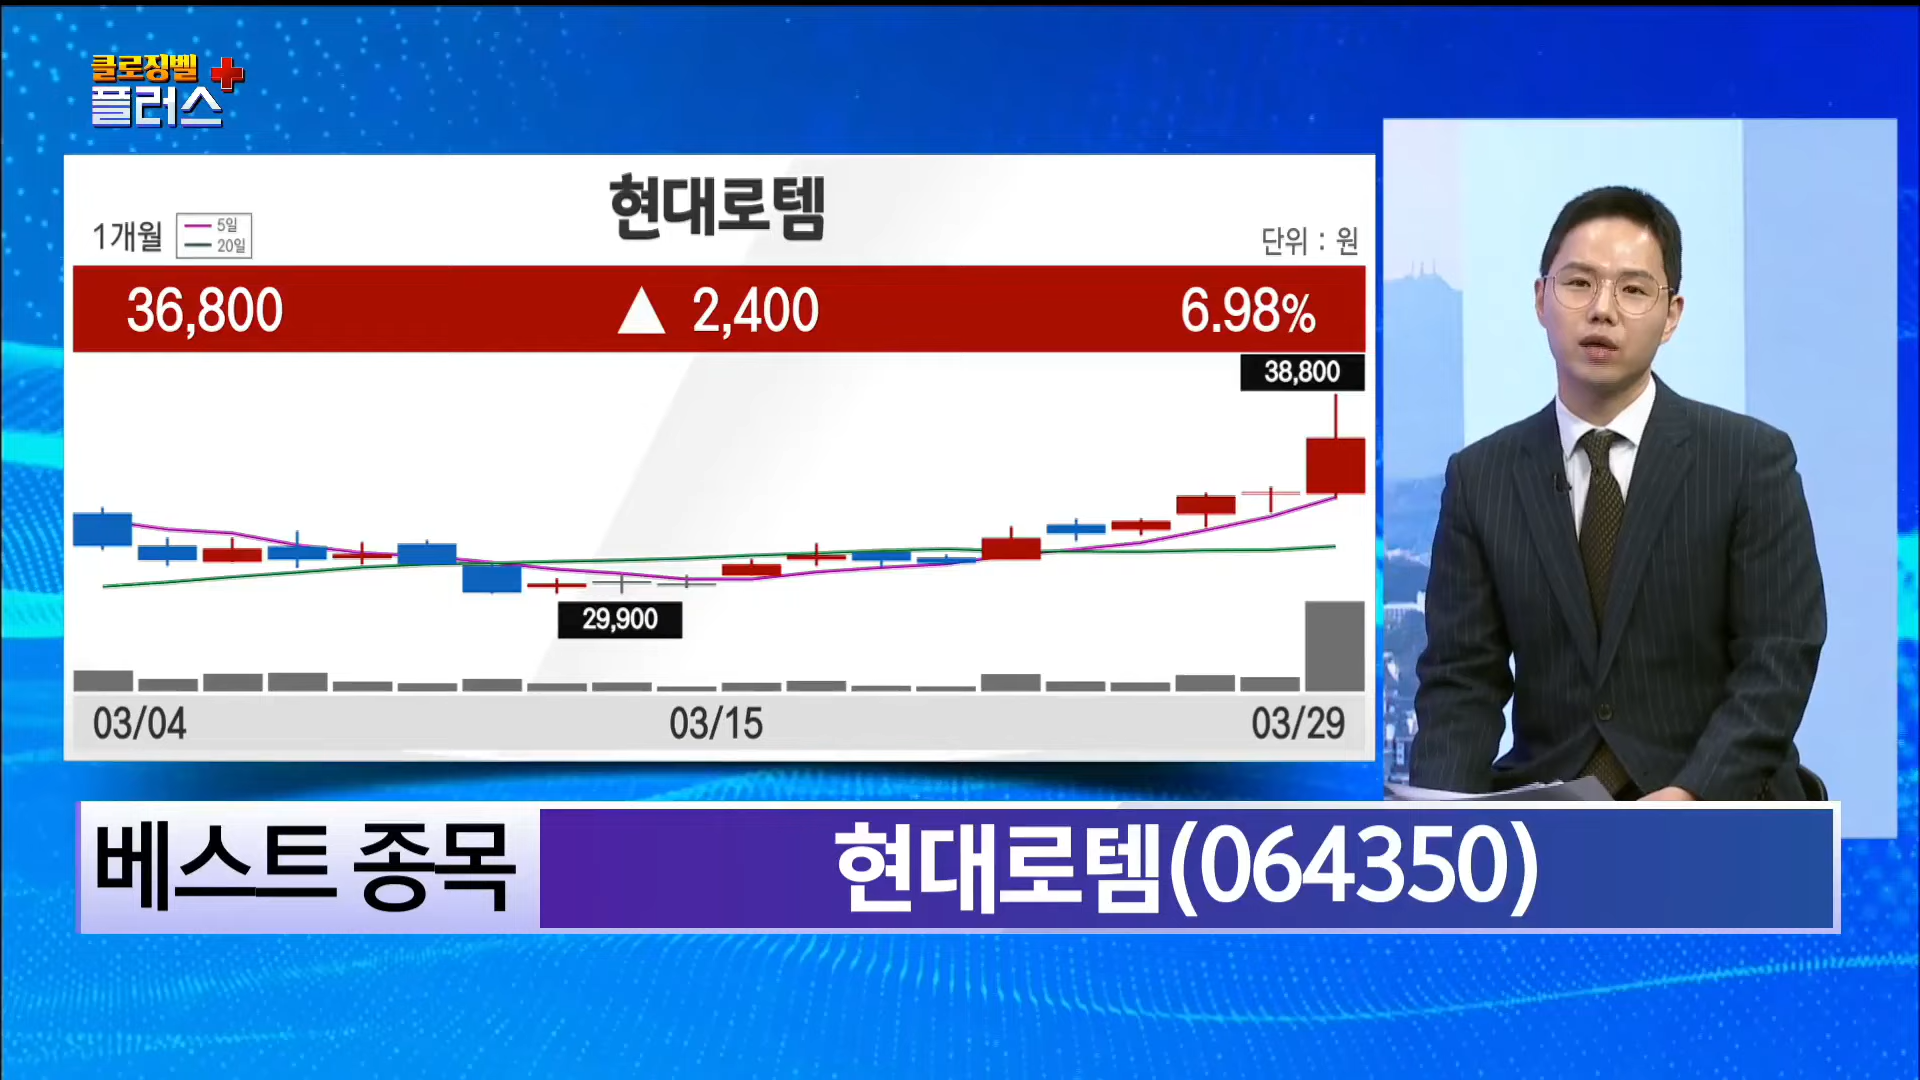 클로징벨
플러스
현대로템
1개월
5일
20일
단위 : 원
36,800 ▲ 2,400 6.98%
38,800
29,900
03/04 03/15 03/29
베스트 종목 현대로템(064350)